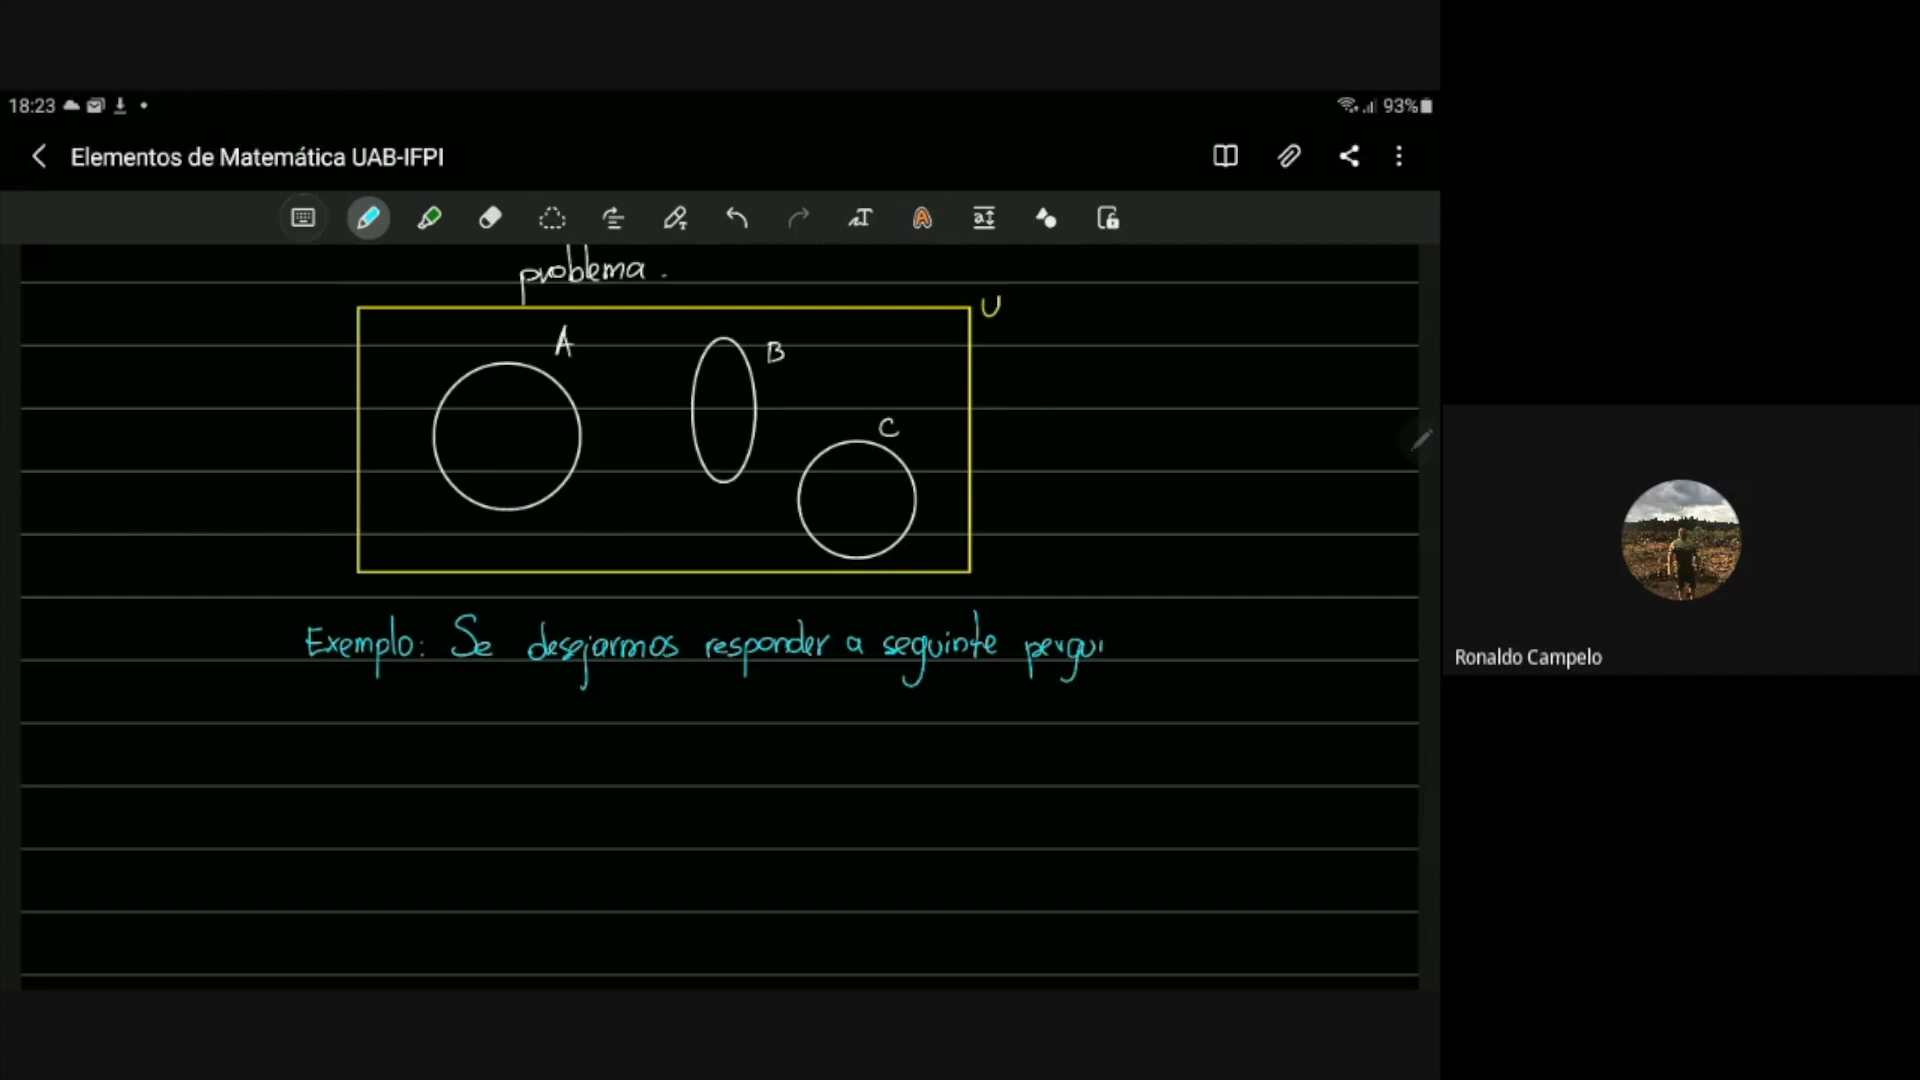 18:23
93%
Elementos de Matemática UAB-IFPI
problema.
U
A
B
C
Exemplo: Se desejarmos responder a seguinte pergu
Ronaldo Campelo